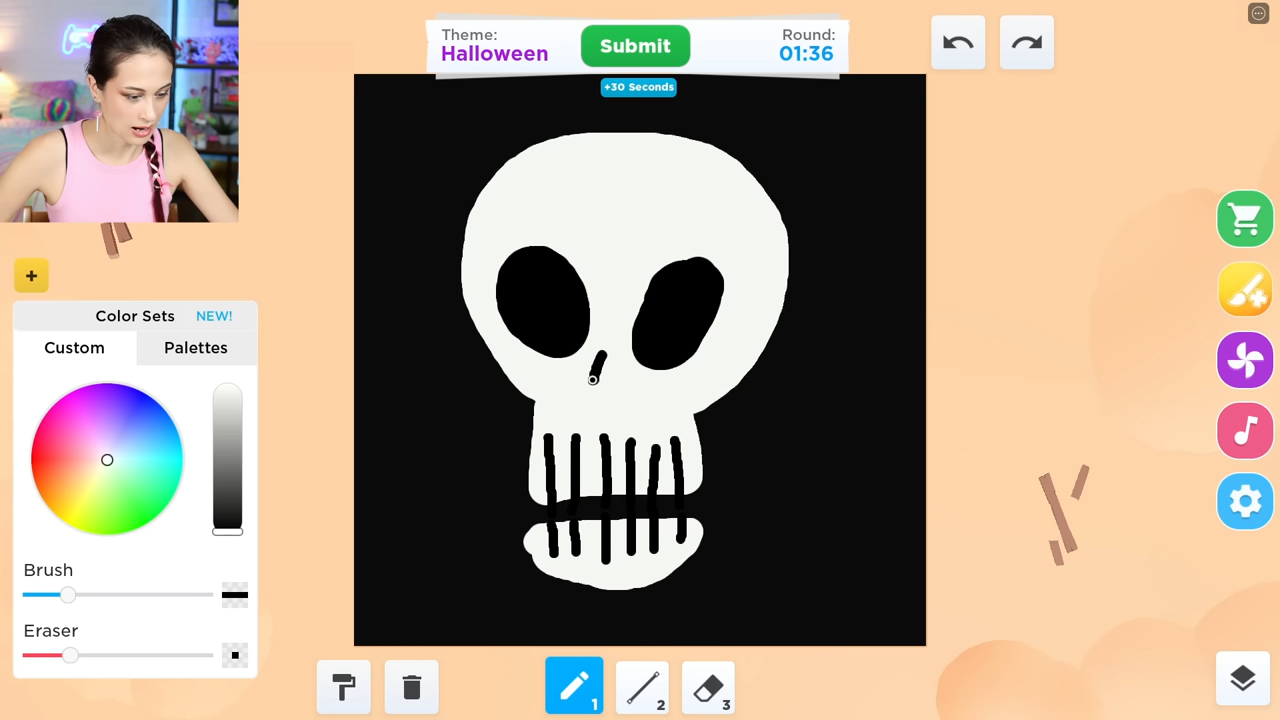 Theme:
Halloween
Submit
Round:
01:36
+30 Seconds
+
Color Sets NEW!
Custom Palettes
Brush
Eraser
1
2
3